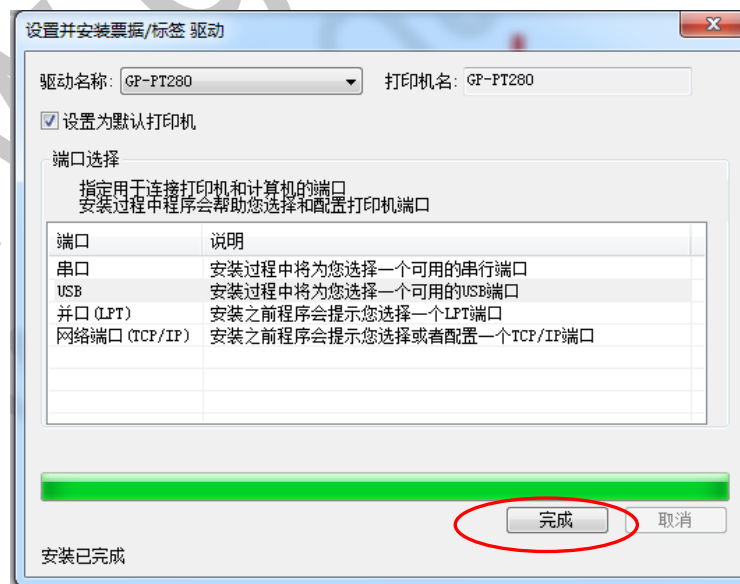 设置并安装票据/标签 驱动
驱动名称: GP-PT280 打印机名: GP-PT280
设置为默认打印机
端口选择
指定用于连接打印机和计算机的端口
安装过程中程序会帮助您选择和配置打印机端口
端口 说明
串口 安装过程中将为您选择一个可用的串行端口
USB 安装过程中将为您选择一个可用的USB端口
并口(LPT) 安装之前程序会提示您选择一个LPT端口
网络端口(TCP/IP) 安装之前程序会提示您选择或者配置一个TCP/IP端口
完成 取消
安装已完成